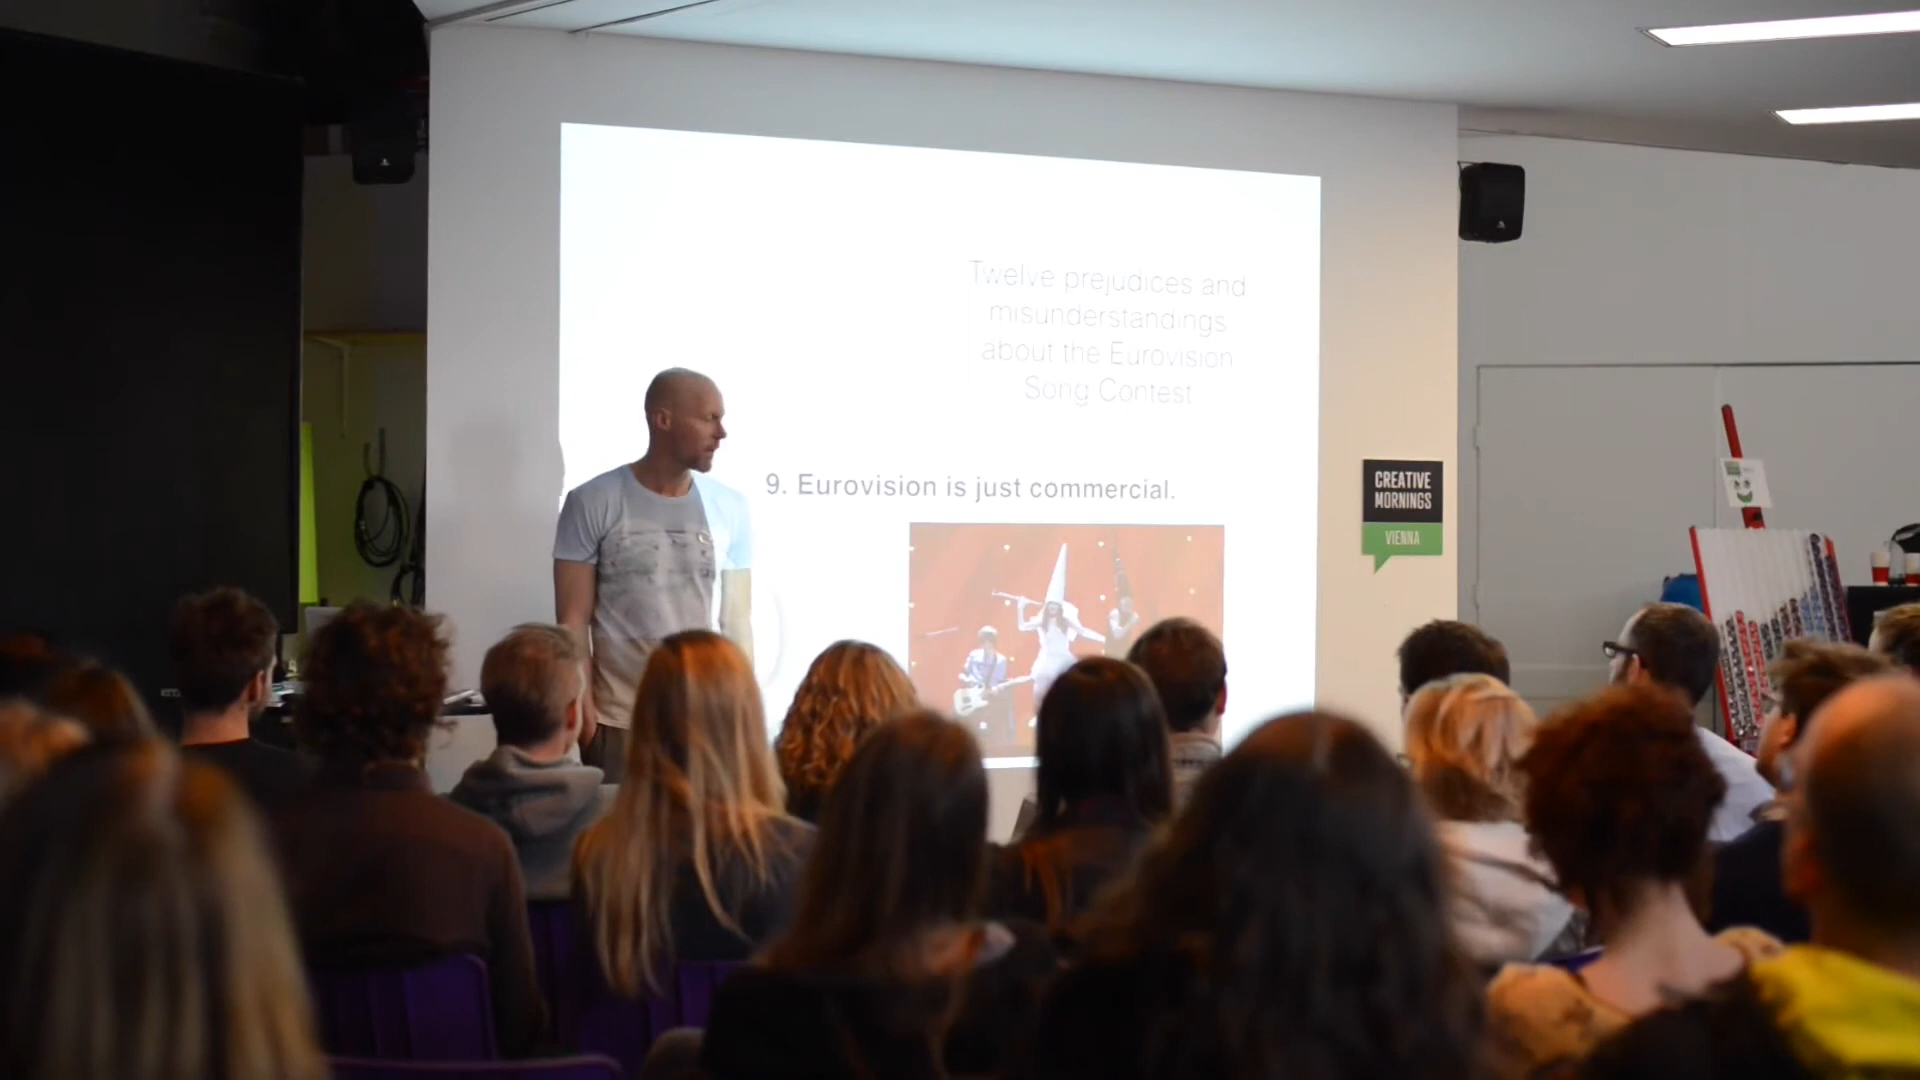 Twelve prejudices and
misunderstandings
about the Eurovision
Song Contest
9. Eurovision is just commercial.
CREATIVE
MORNINGS
VIENNA